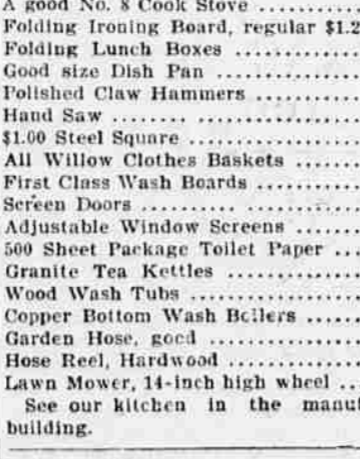 A good No. 8 Cook Stove ............
Folding Ironing Board, regular $1.2
Folding Lunch Boxes ................
Good size Dish Pan .................
Polished Claw Hammers ..............
Hand Saw ........ ..................
$1.00 Steel Square .................
All Willow Clothes Baskets .........
First Class Wash Boards ............
Screen Doors .......................
Adjustable Window Screens ..........
500 Sheet Package Toilet Paper ...
Granite Tea Kettles ................
Wood Wash Tubs .....................
Copper Bottom Wash Boilers ......
Garden Hose, good ..................
Hose Reel, Hardwood ................
Lawn Mower, 14-inch high wheel ..
See our kitchen in the manuf
building.